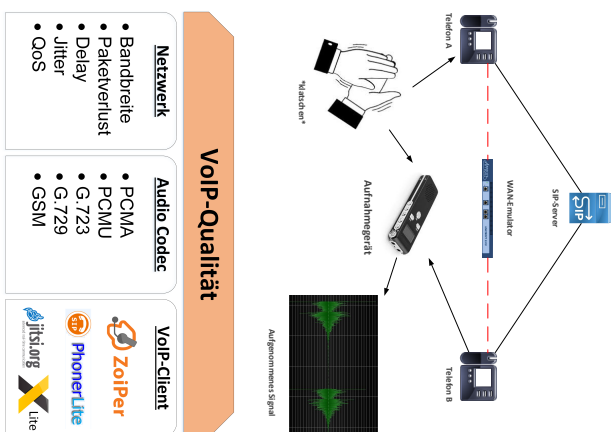 SIP-Server
SIP
Telefon A
WAN-Emulator
Telefon B
*klatschen*
Aufnahmegerät
Aufgenommenes Signal
VoIP-Qualität
Netzwerk
• Bandbreite
• Paketverlust
• Delay
• Jitter
• QoS
Audio Codec
• PCMA
• PCMU
• G.723
• G.729
• GSM
VoIP-Client
ZoiPer
SIP
PhonerLite
jitsi.org
X Lite